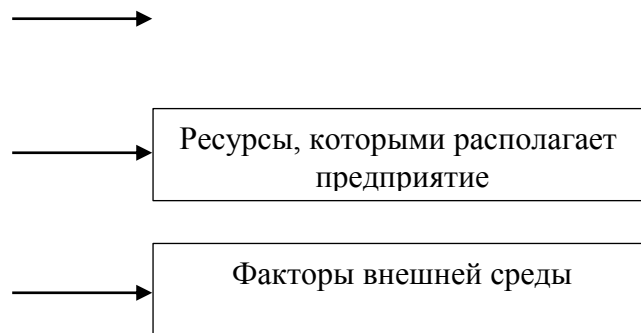 Ресурсы, которыми располагает
предприятие
Факторы внешней среды